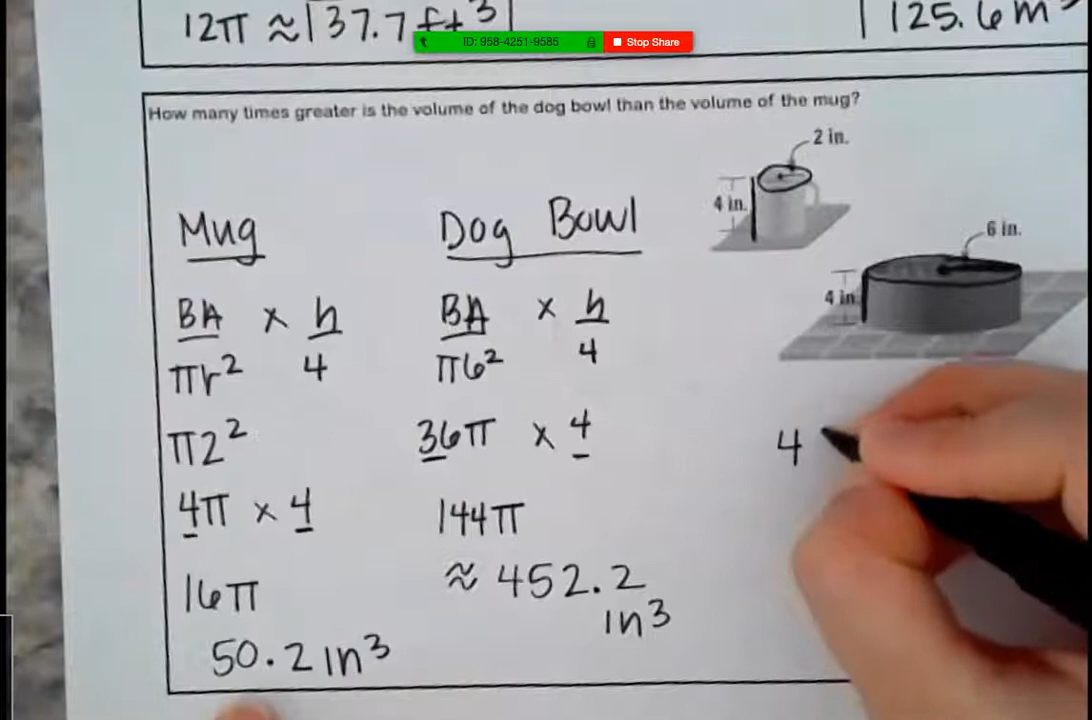 12π ≈ 37.7 ft³
125.6 m³
ID: 958-4251-9585 Stop Share
How many times greater is the volume of the dog bowl than the volume of the mug?
2 in.
4 in.
6 in.
4 in.
Mug
BA x h
πr² 4
π2²
4π x 4
16π
50.2 in³
Dog Bowl
BA x h
π6² 4
36π x 4
144π
≈ 452.2
in³
4